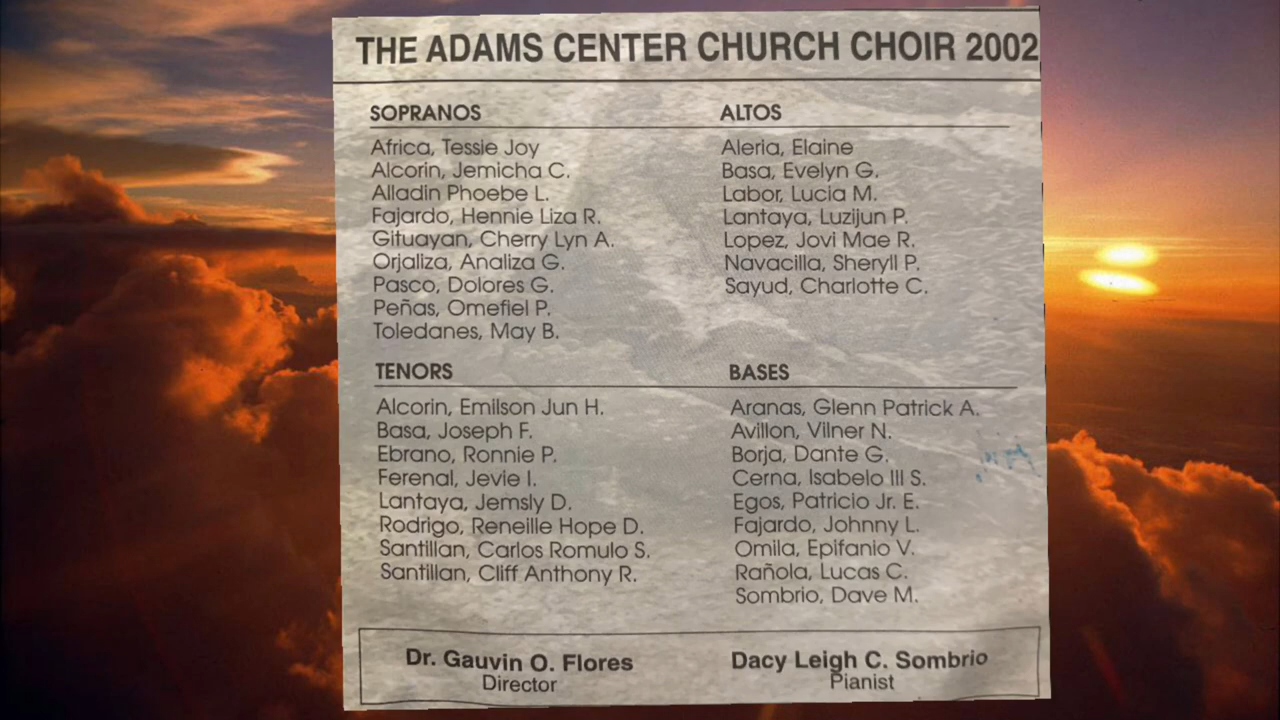 THE ADAMS CENTER CHURCH CHOIR 2002
SOPRANOS
Africa, Tessie Joy
Alcorin, Jemicha C.
Alladin Phoebe L.
Fajardo, Hennie Liza R.
Gituayan, Cherry Lyn A.
Orjaliza, Analiza G.
Pasco, Dolores G.
Peñas, Omefiel P.
Toledanes, May B.
ALTOS
Aleria, Elaine
Basa, Evelyn G.
Labor, Lucia M.
Lantaya, Luzijun P.
Lopez, Jovi Mae R.
Navacilla, Sheryll P.
Sayud, Charlotte C.
TENORS
Alcorin, Emilson Jun H.
Basa, Joseph F.
Ebrano, Ronnie P.
Ferenal, Jevie I.
Lantaya, Jemsly D.
Rodrigo, Reneille Hope D.
Santillan, Carlos Romulo S.
Santillan, Cliff Anthony R.
BASES
Aranas, Glenn Patrick A.
Avillon, Vilner N.
Borja, Dante G.
Cerna, Isabelo III S.
Egos, Patricio Jr. E.
Fajardo, Johnny L.
Omila, Epifanio V.
Rañola, Lucas C.
Sombrio, Dave M.
Dr. Gauvin O. Flores
Director
Dacy Leigh C. Sombrio
Pianist